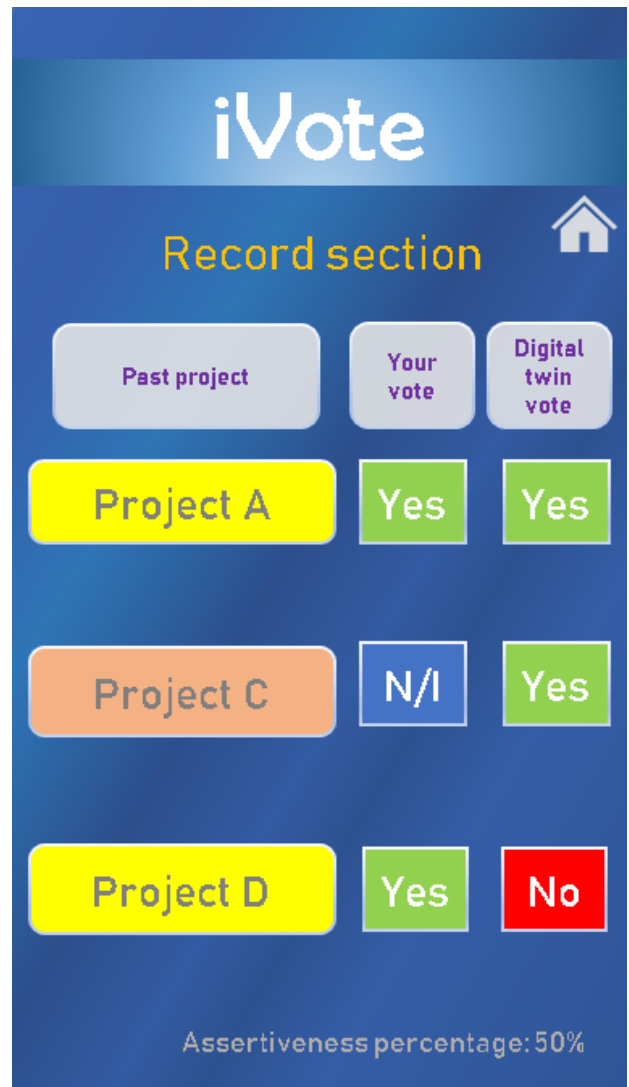 iVote
Record section
Past project
Your
vote
Digital
twin
vote
Project A
Yes
Yes
Project C
N/I
Yes
Project D
Yes
No
Assertiveness percentage: 50%